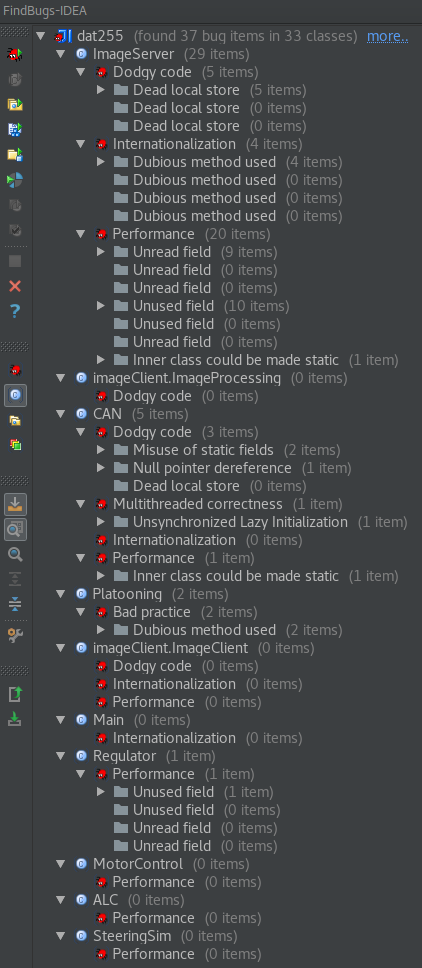 FindBugs-IDEA
dat255 (found 37 bug items in 33 classes) more..
ImageServer (29 items)
Dodgy code (5 items)
Dead local store (5 items)
Dead local store (0 items)
Dead local store (0 items)
Internationalization (4 items)
Dubious method used (4 items)
Dubious method used (0 items)
Dubious method used (0 items)
Dubious method used (0 items)
Performance (20 items)
Unread field (9 items)
Unread field (0 items)
Unread field (0 items)
Unused field (10 items)
Unused field (0 items)
Unread field (0 items)
Inner class could be made static (1 item)
imageClient.ImageProcessing (0 items)
Dodgy code (0 items)
CAN (5 items)
Dodgy code (3 items)
Misuse of static fields (2 items)
Null pointer dereference (1 item)
Dead local store (0 items)
Multithreaded correctness (1 item)
Unsynchronized Lazy Initialization (1 item)
Internationalization (0 items)
Performance (1 item)
Inner class could be made static (1 item)
Platooning (2 items)
Bad practice (2 items)
Dubious method used (2 items)
imageClient.ImageClient (0 items)
Dodgy code (0 items)
Internationalization (0 items)
Performance (0 items)
Main (0 items)
Internationalization (0 items)
Regulator (1 item)
Performance (1 item)
Unused field (1 item)
Unused field (0 items)
Unread field (0 items)
Unread field (0 items)
MotorControl (0 items)
Performance (0 items)
ALC (0 items)
Performance (0 items)
SteeringSim (0 items)
Performance (0 items)